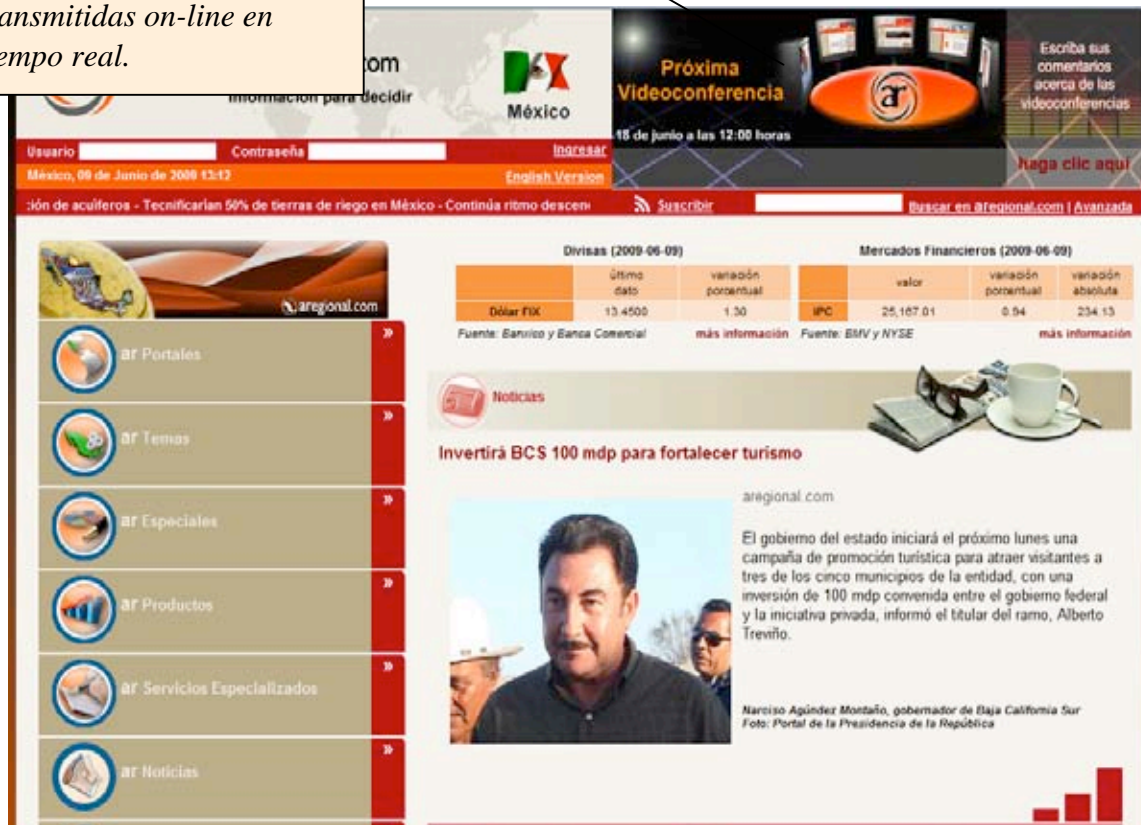 ansmitidas on-line en
empo real.
com
Información para decidir
México
Próxima
Videoconferencia
18 de junio a las 12:00 horas
Escriba sus
comentarios
acerca de las
videoconferencias
haga clic aquí
Usuario
Contraseña
Ingresar
México, 09 de Junio de 2009 13:12
English Version
ción de acuíferos - Tecnificarían 50% de tierras de riego en México - Continúa ritmo descen
Suscribir
Buscar en aregional.com | Avanzada
aregional.com
ar Portales »
ar Temas »
ar Especiales »
ar Productos »
ar Servicios Especializados »
ar Noticias »
Divisas (2009-06-09)
último dato
variación porcentual
Dólar FIX 13.4500 1.30
Fuente: Banxico y Banca Comercial más información
Mercados Financieros (2009-06-09)
valor
variación porcentual
variación absoluta
IPC 25,167.01 0.94 234.13
Fuente: BMV y NYSE más información
Noticias
Invertirá BCS 100 mdp para fortalecer turismo
aregional.com
El gobierno del estado iniciará el próximo lunes una
campaña de promoción turística para atraer visitantes a
tres de los cinco municipios de la entidad, con una
inversión de 100 mdp convenida entre el gobierno federal
y la iniciativa privada, informó el titular del ramo, Alberto
Treviño.
Narciso Agúndez Montaño, gobernador de Baja California Sur
Foto: Portal de la Presidencia de la República